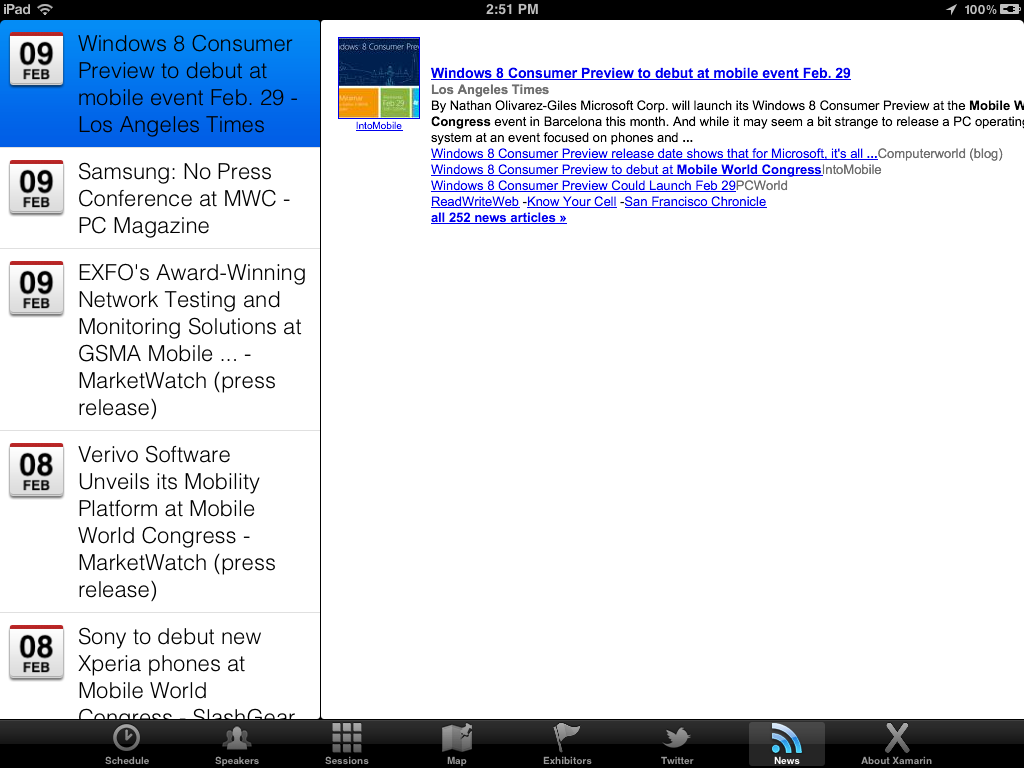 iPad 2:51 PM 100%
09
FEB
Windows 8 Consumer
Preview to debut at
mobile event Feb. 29 -
Los Angeles Times
09
FEB
Samsung: No Press
Conference at MWC -
PC Magazine
09
FEB
EXFO's Award-Winning
Network Testing and
Monitoring Solutions at
GSMA Mobile ... -
MarketWatch (press
release)
08
FEB
Verivo Software
Unveils its Mobility
Platform at Mobile
World Congress -
MarketWatch (press
release)
08
FEB
Sony to debut new
Xperia phones at
Mobile World
Congress - SlashGear
8 Consumer
Feb 29
IntoMobile
Windows 8 Consumer Preview to debut at mobile event Feb. 29
Los Angeles Times
By Nathan Olivarez-Giles Microsoft Corp. will launch its Windows 8 Consumer Preview at the Mobile W
Congress event in Barcelona this month. And while it may seem a bit strange to release a PC operating
system at an event focused on phones and ...
Windows 8 Consumer Preview release date shows that for Microsoft, it's all ...Computerworld (blog)
Windows 8 Consumer Preview to debut at Mobile World CongressIntoMobile
Windows 8 Consumer Preview Could Launch Feb 29PCWorld
ReadWriteWeb -Know Your Cell -San Francisco Chronicle
all 252 news articles »
Schedule Speakers Sessions Map Exhibitors Twitter News About Xamarin